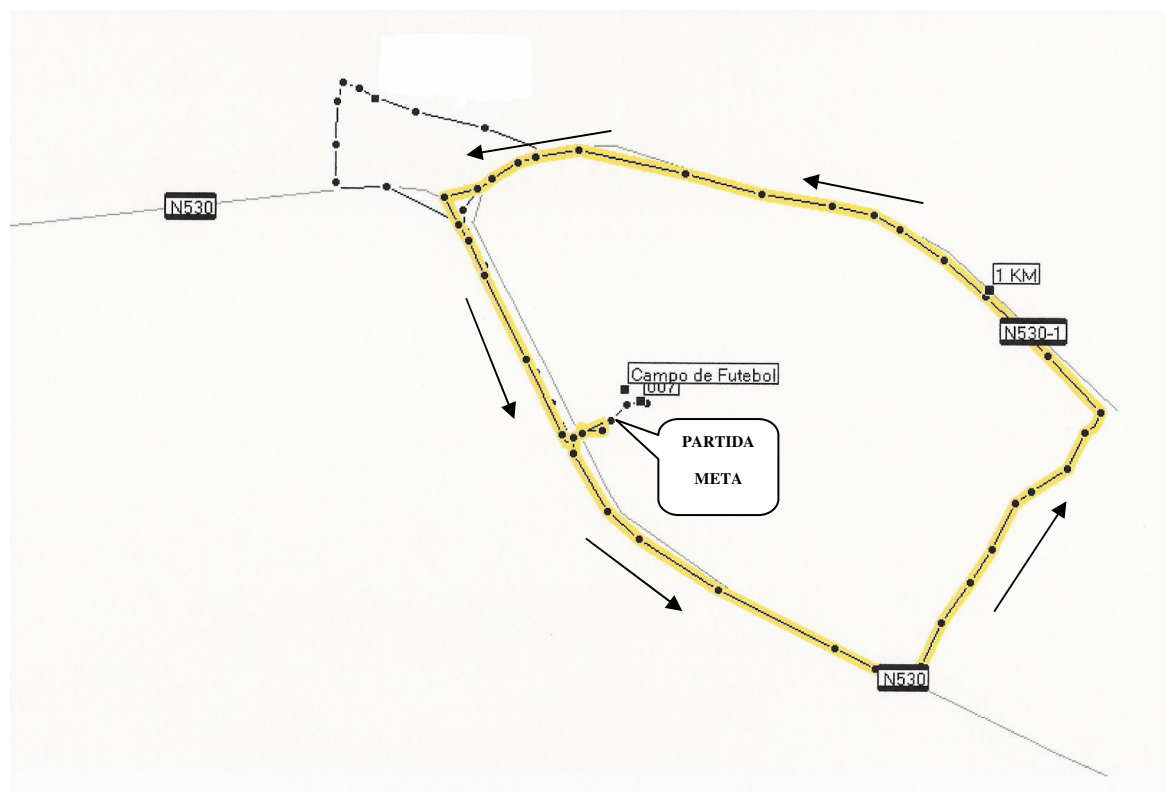 N530
1 KM
N530-1
Campo de Futebol
007
PARTIDA
META
N530